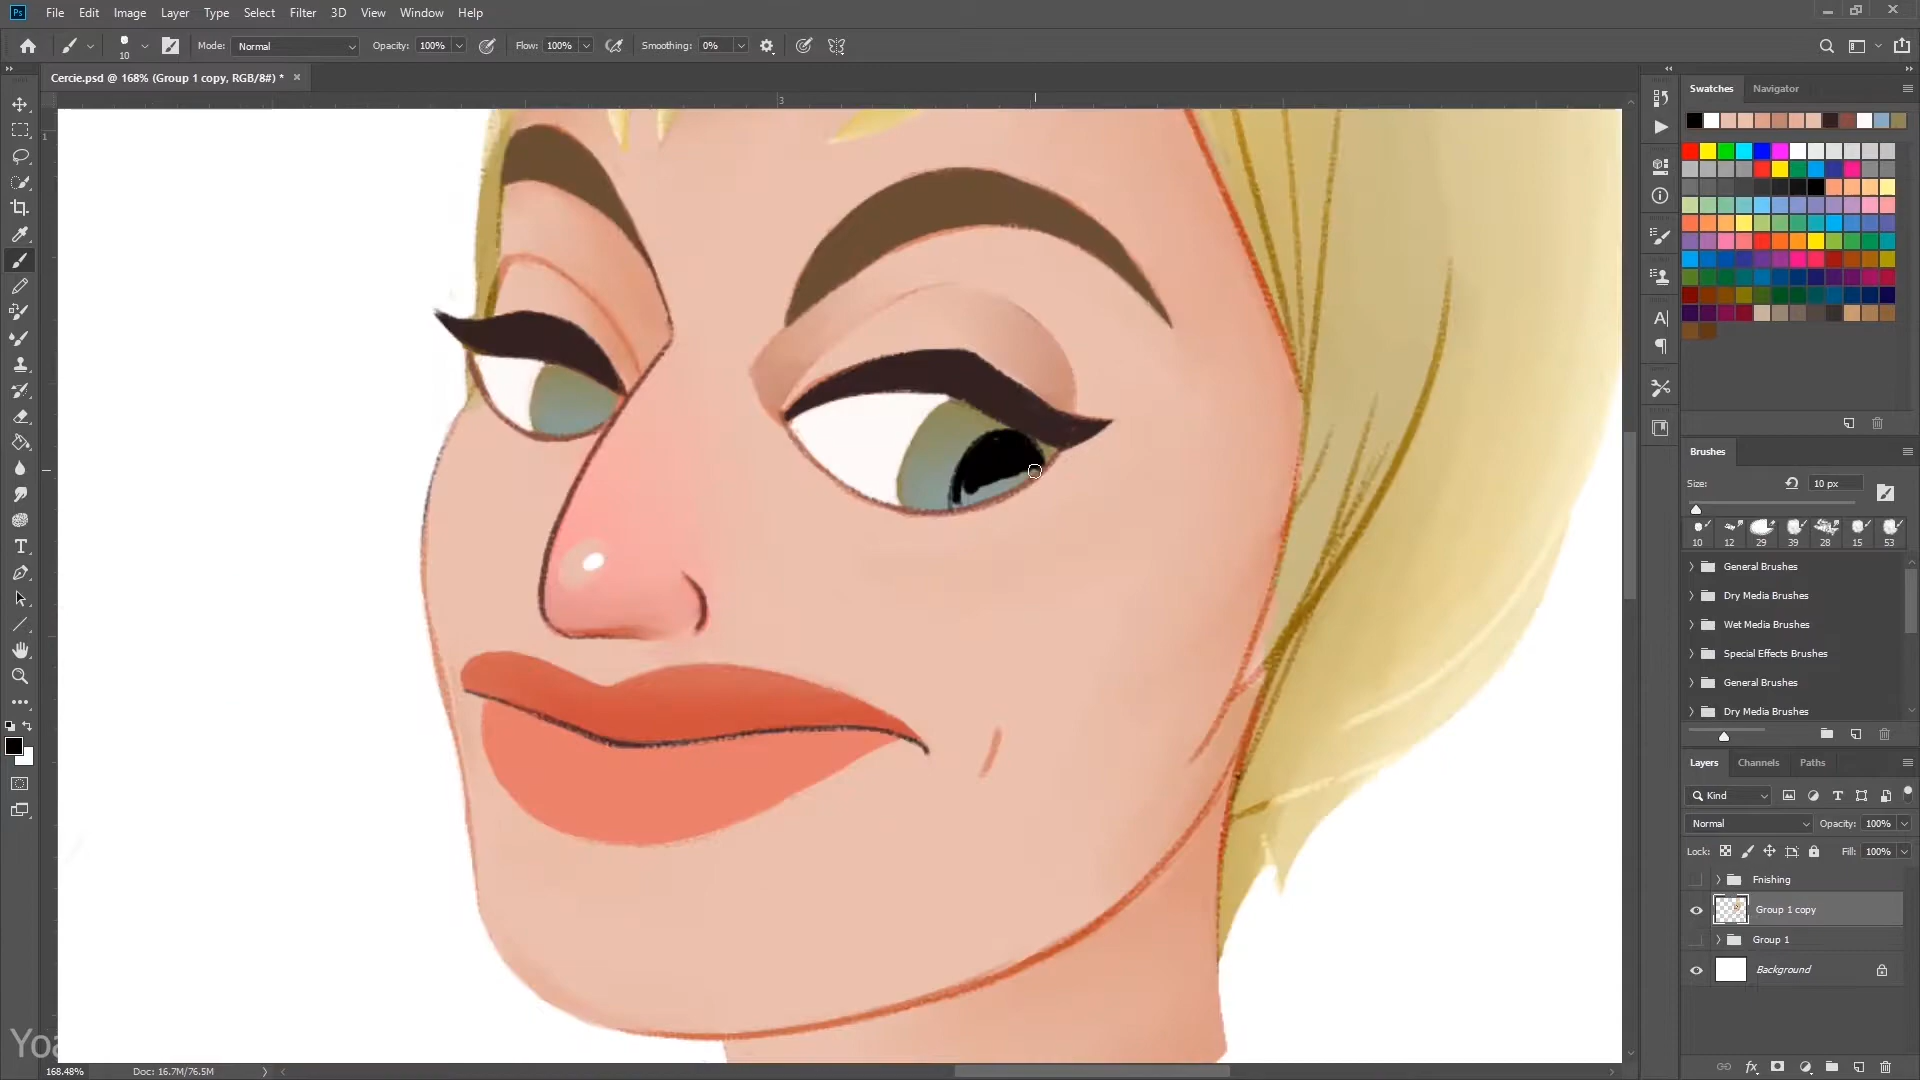 Ps File Edit Image Layer Type Select Filter 3D View Window Help
10 Mode: Normal Opacity: 100% Flow: 100% Smoothing: 0%
Cercie.psd @ 168% (Group 1 copy, RGB/8#) * ×
3
1
Swatches Navigator
Brushes
Size: 10 px
10 12 29 39 28 15 53
General Brushes
Dry Media Brushes
Wet Media Brushes
Special Effects Brushes
General Brushes
Dry Media Brushes
Layers Channels Paths
Kind
Normal Opacity: 100%
Lock: Fill: 100%
Fnishing
Group 1 copy
Group 1
Background
168.48% Doc: 16.7M/76.5M